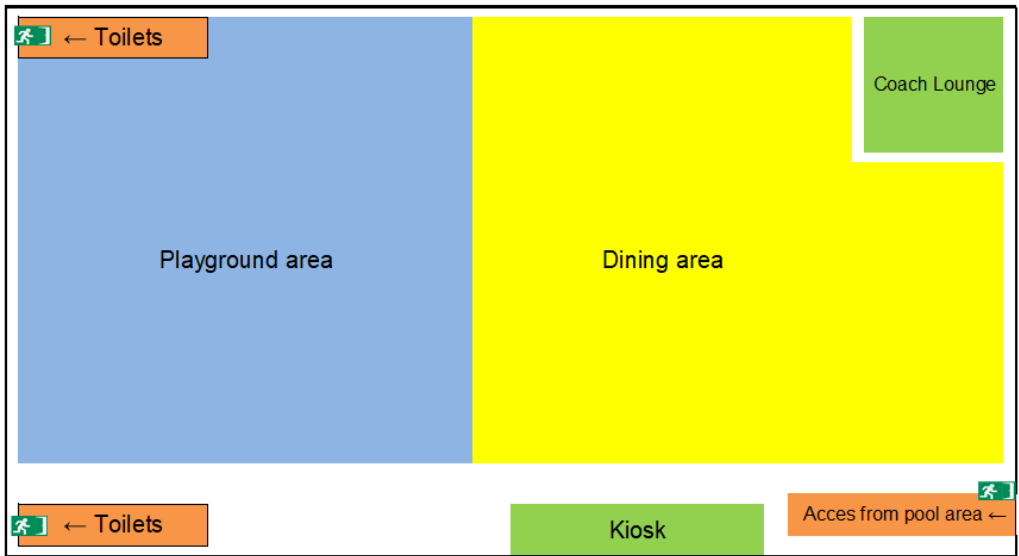 ← Toilets
Coach Lounge
Playground area
Dining area
← Toilets
Kiosk
Acces from pool area ←